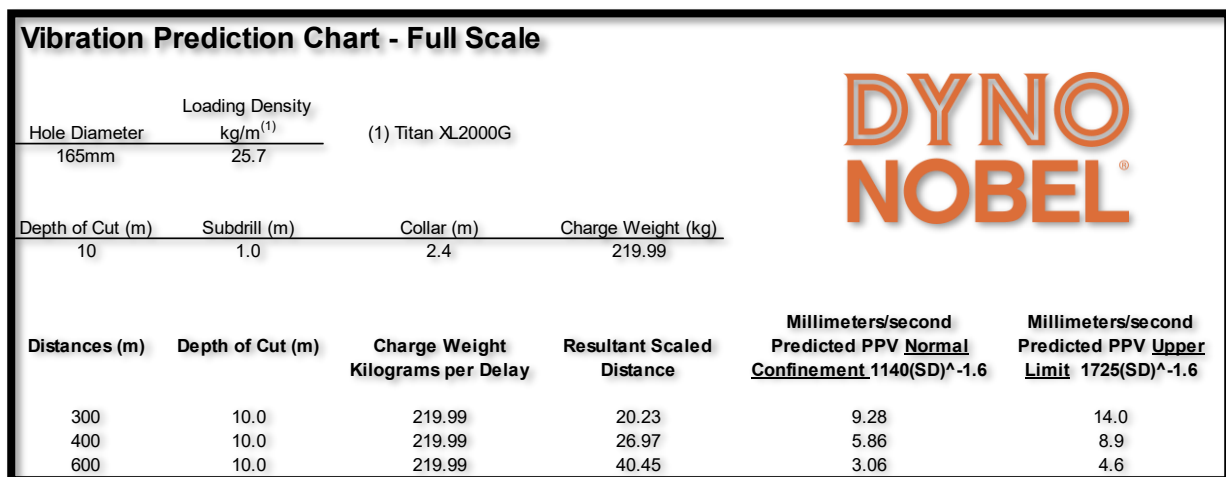 Vibration Prediction Chart - Full Scale
DYNO
NOBEL®
Loading Density
Hole Diameter kg/m(1) (1) Titan XL2000G
165mm 25.7
Depth of Cut (m) Subdrill (m) Collar (m) Charge Weight (kg)
10 1.0 2.4 219.99
Millimeters/second Millimeters/second
Distances (m) Depth of Cut (m) Charge Weight Resultant Scaled Predicted PPV Normal Predicted PPV Upper
Kilograms per Delay Distance Confinement 1140(SD)^-1.6 Limit 1725(SD)^-1.6
300 10.0 219.99 20.23 9.28 14.0
400 10.0 219.99 26.97 5.86 8.9
600 10.0 219.99 40.45 3.06 4.6